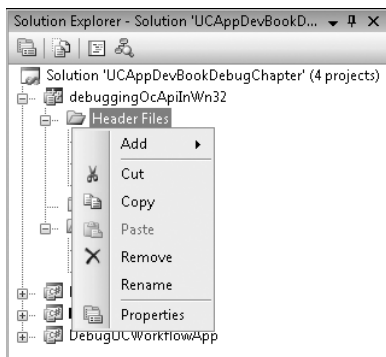 Solution Explorer - Solution 'UCAppDevBookD...
Solution 'UCAppDevBookDebugChapter' (4 projects)
debuggingOcApiInWn32
Header Files
Add
Cut
Copy
Paste
Remove
Rename
Properties
DebugUCWorkflowApp